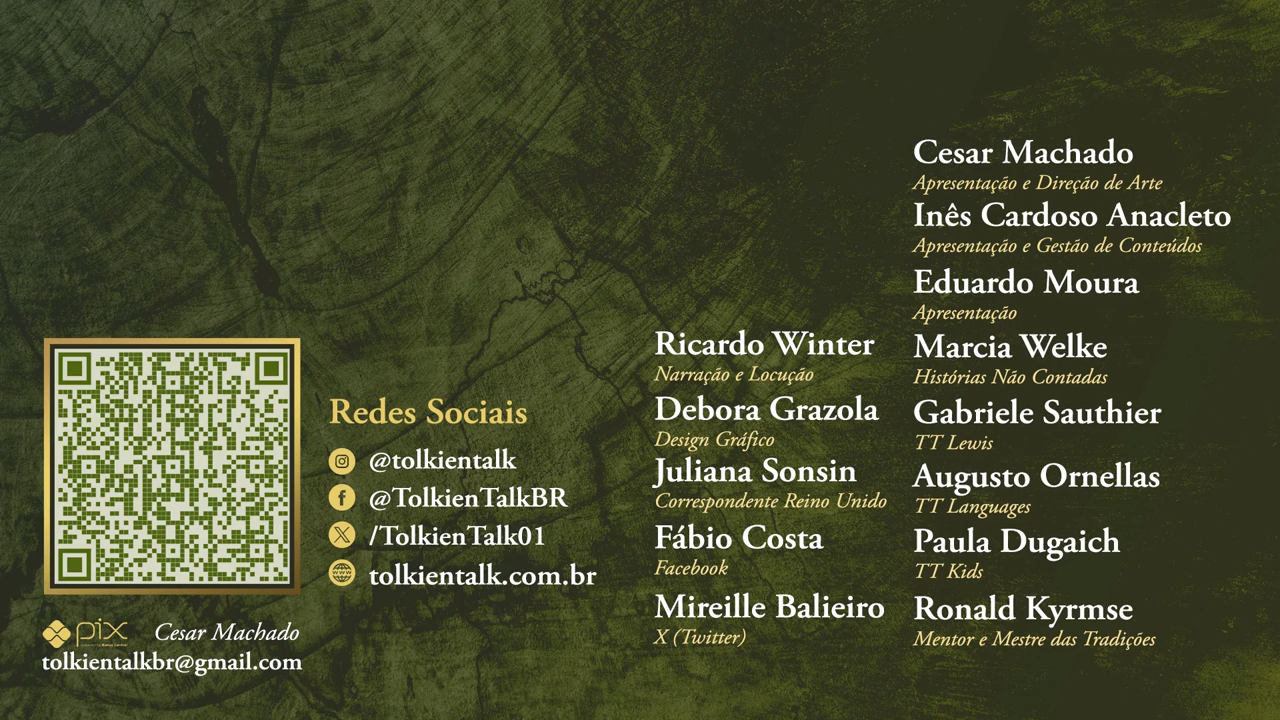 pix
Cesar Machado
tolkientalkbr@gmail.com
Redes Sociais
@tolkientalk
@TolkienTalkBR
/TolkienTalk01
tolkientalk.com.br
Ricardo Winter
Narração e Locução
Debora Grazola
Design Gráfico
Juliana Sonsin
Correspondente Reino Unido
Fábio Costa
Facebook
Mireille Balieiro
X (Twitter)
Cesar Machado
Apresentação e Direção de Arte
Inês Cardoso Anacleto
Apresentação e Gestão de Conteúdos
Eduardo Moura
Apresentação
Marcia Welke
Histórias Não Contadas
Gabriele Sauthier
TT Lewis
Augusto Ornellas
TT Languages
Paula Dugaich
TT Kids
Ronald Kyrmse
Mentor e Mestre das Tradições